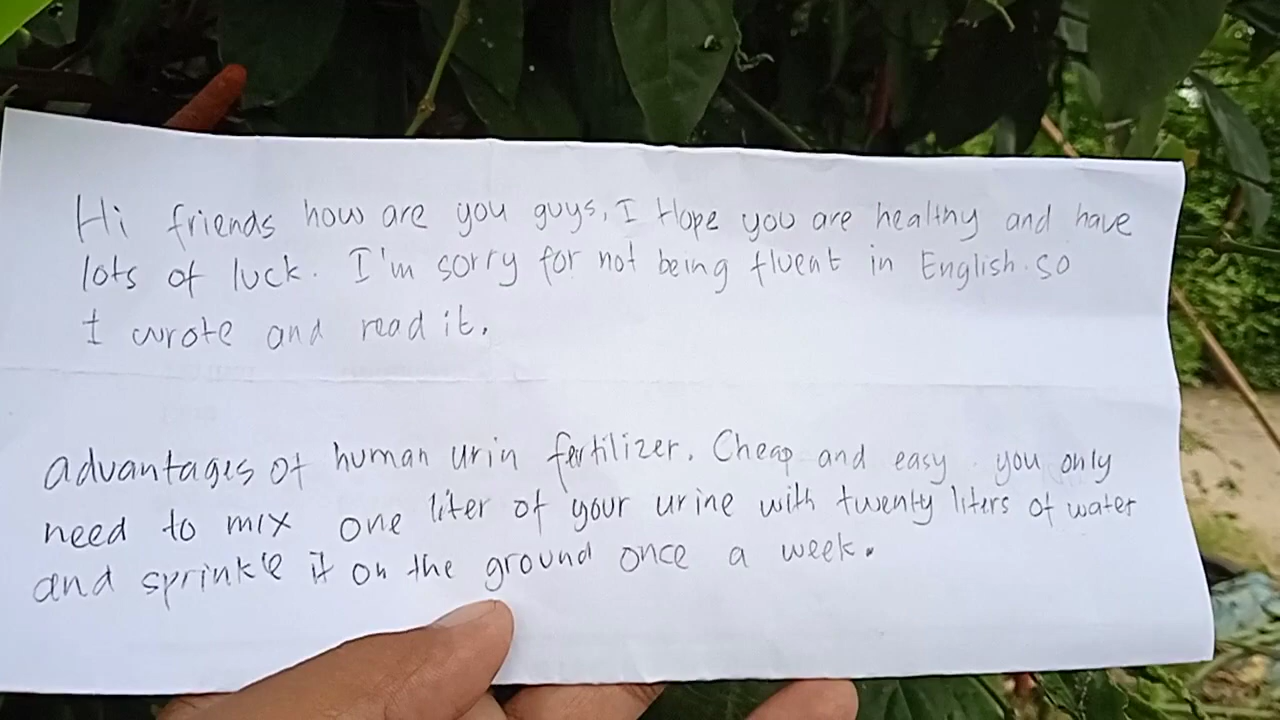 Hi friends how are you guys, I Hope you are healthy and have
lots of luck. I'm sorry for not being fluent in English. so
I wrote and read it.
advantages of human urin fertilizer. Cheap and easy. you only
need to mix one liter of your urine with twenty liters of water
and sprinkle it on the ground once a week.